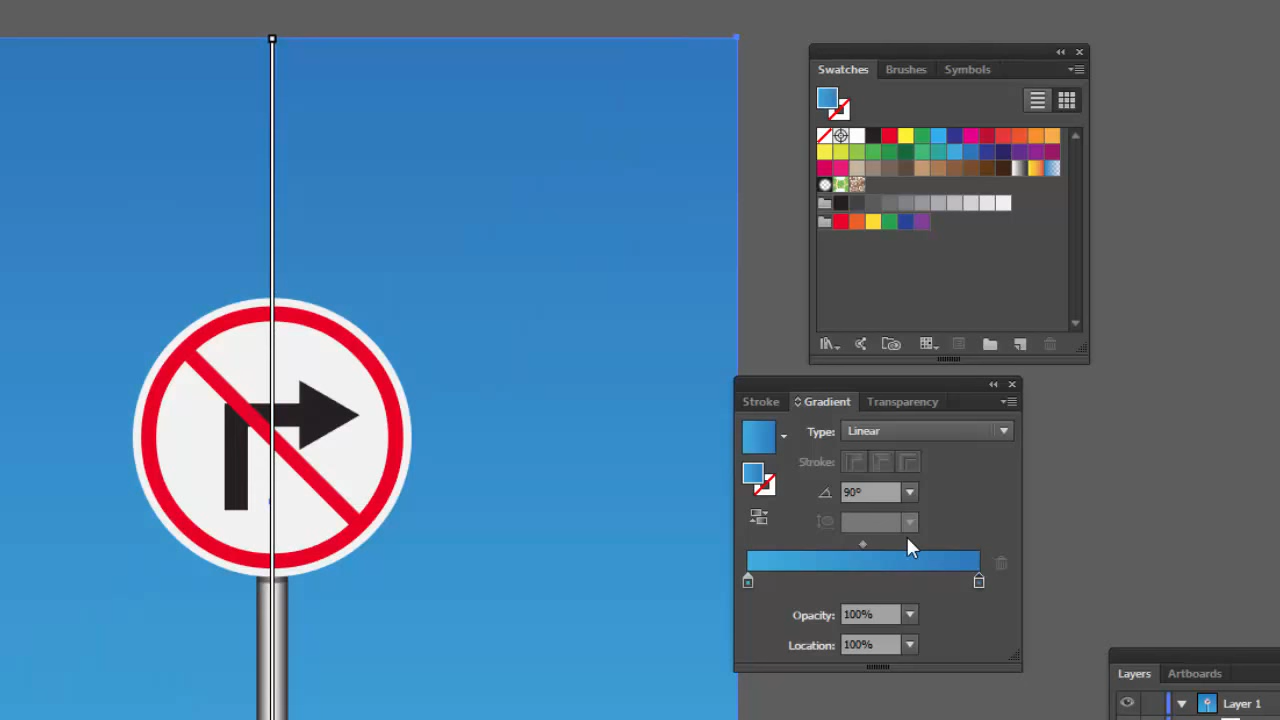 Swatches Brushes Symbols
Stroke Gradient Transparency
Type: Linear
Stroke:
90°
Opacity: 100%
Location: 100%
Layers Artboards
Layer 1